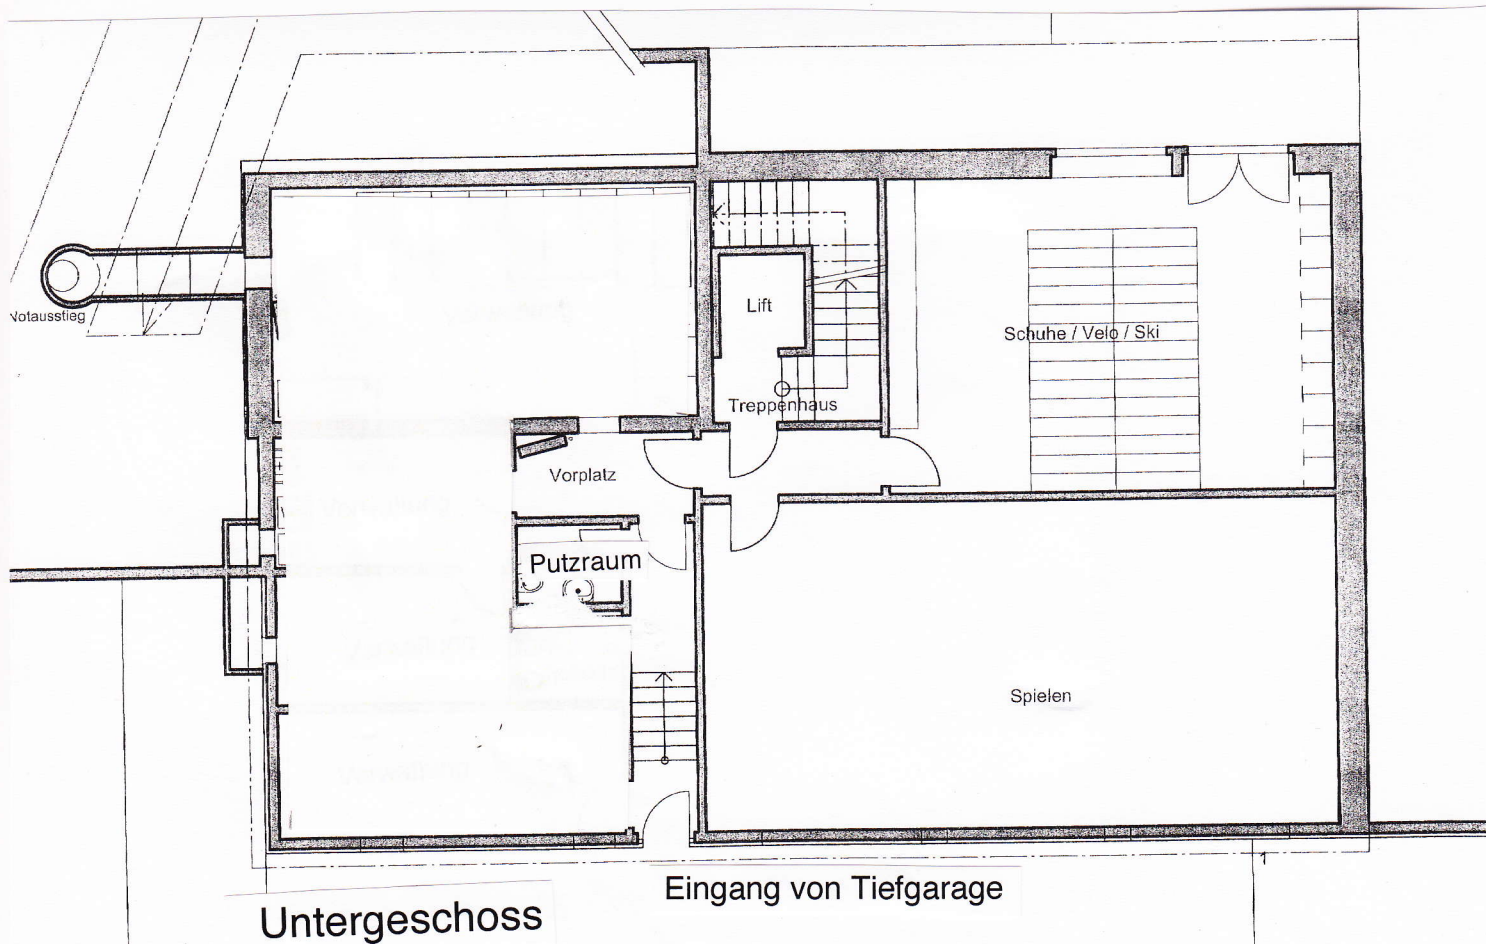 Notausstieg
Lift
Schuhe / Velo / Ski
Treppenhaus
Vorplatz
Putzraum
Spielen
Eingang von Tiefgarage
Untergeschoss